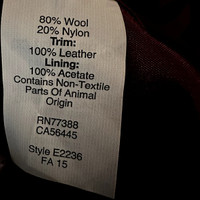 80% Wool
20% Nylon
Trim:
100% Leather
Lining:
100% Acetate
Contains Non-Textile
Parts Of Animal
Origin
RN77388
CA56445
Style E2236
FA 15